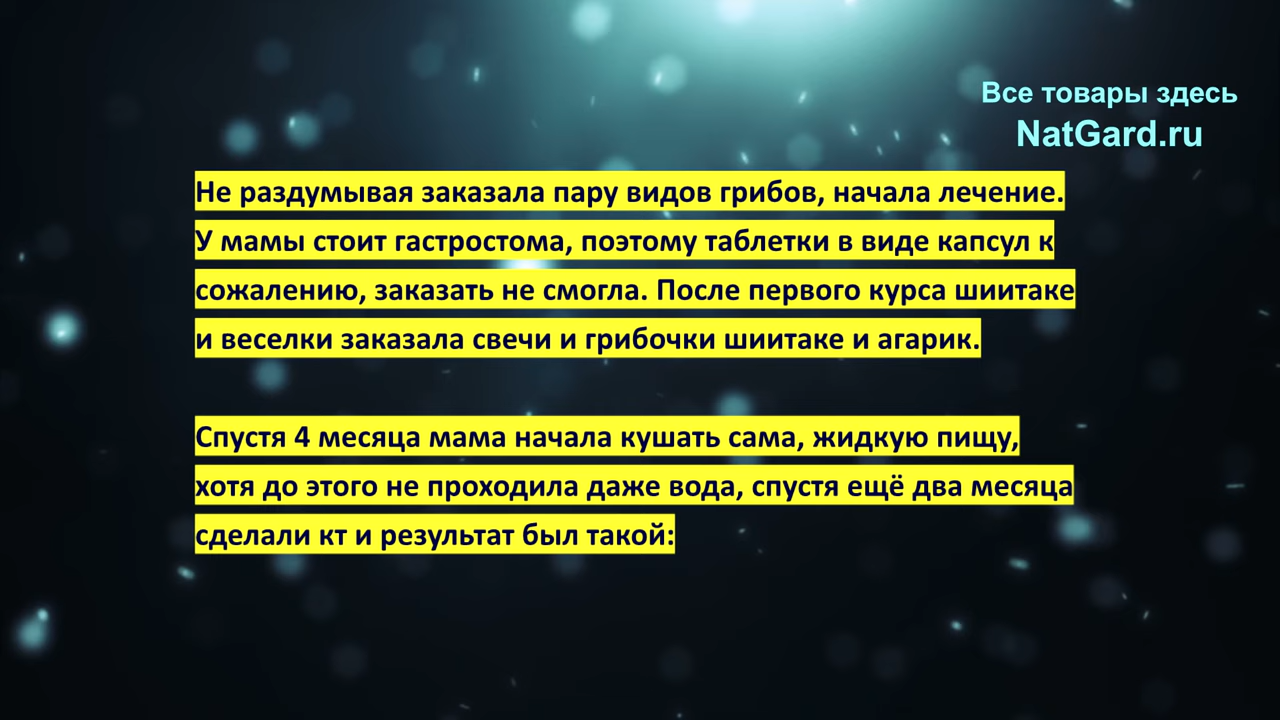 Все товары здесь
NatGard.ru
Не раздумывая заказала пару видов грибов, начала лечение.
У мамы стоит гастростома, поэтому таблетки в виде капсул к
сожалению, заказать не смогла. После первого курса шиитаке
и веселки заказала свечи и грибочки шиитаке и агарик.
Спустя 4 месяца мама начала кушать сама, жидкую пищу,
хотя до этого не проходила даже вода, спустя ещё два месяца
сделали кт и результат был такой: